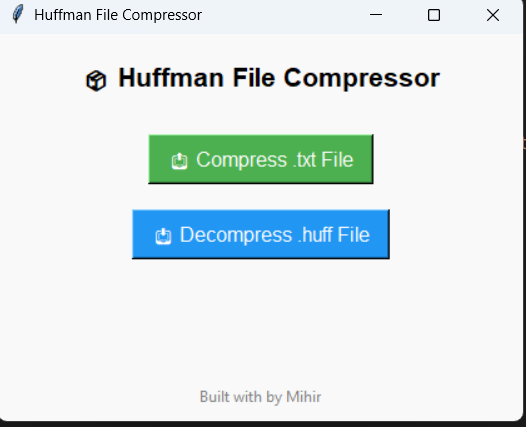 Huffman File Compressor
📦 Huffman File Compressor
📥 Compress .txt File
📤 Decompress .huff File
Built with by Mihir